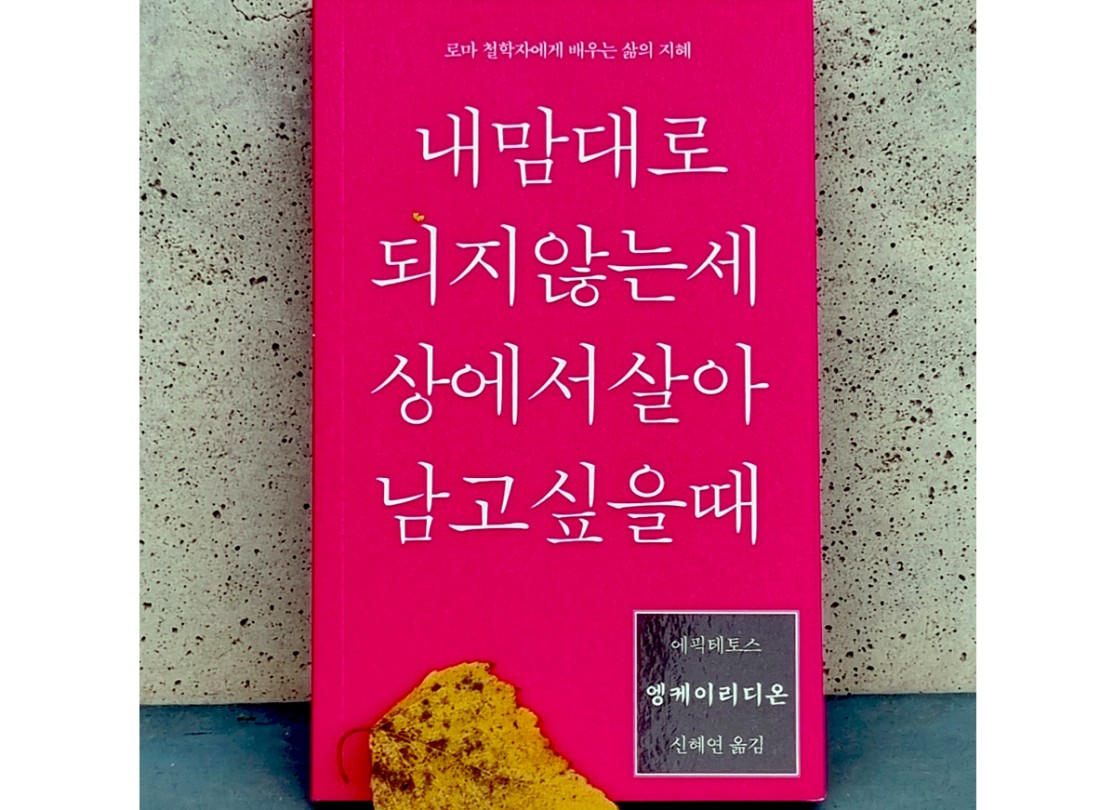 로마 철학자에게 배우는 삶의 지혜
내맘대로
되지않는세
상에서살아
남고싶을때
에픽테토스
엥케이리디온
신혜연 옮김